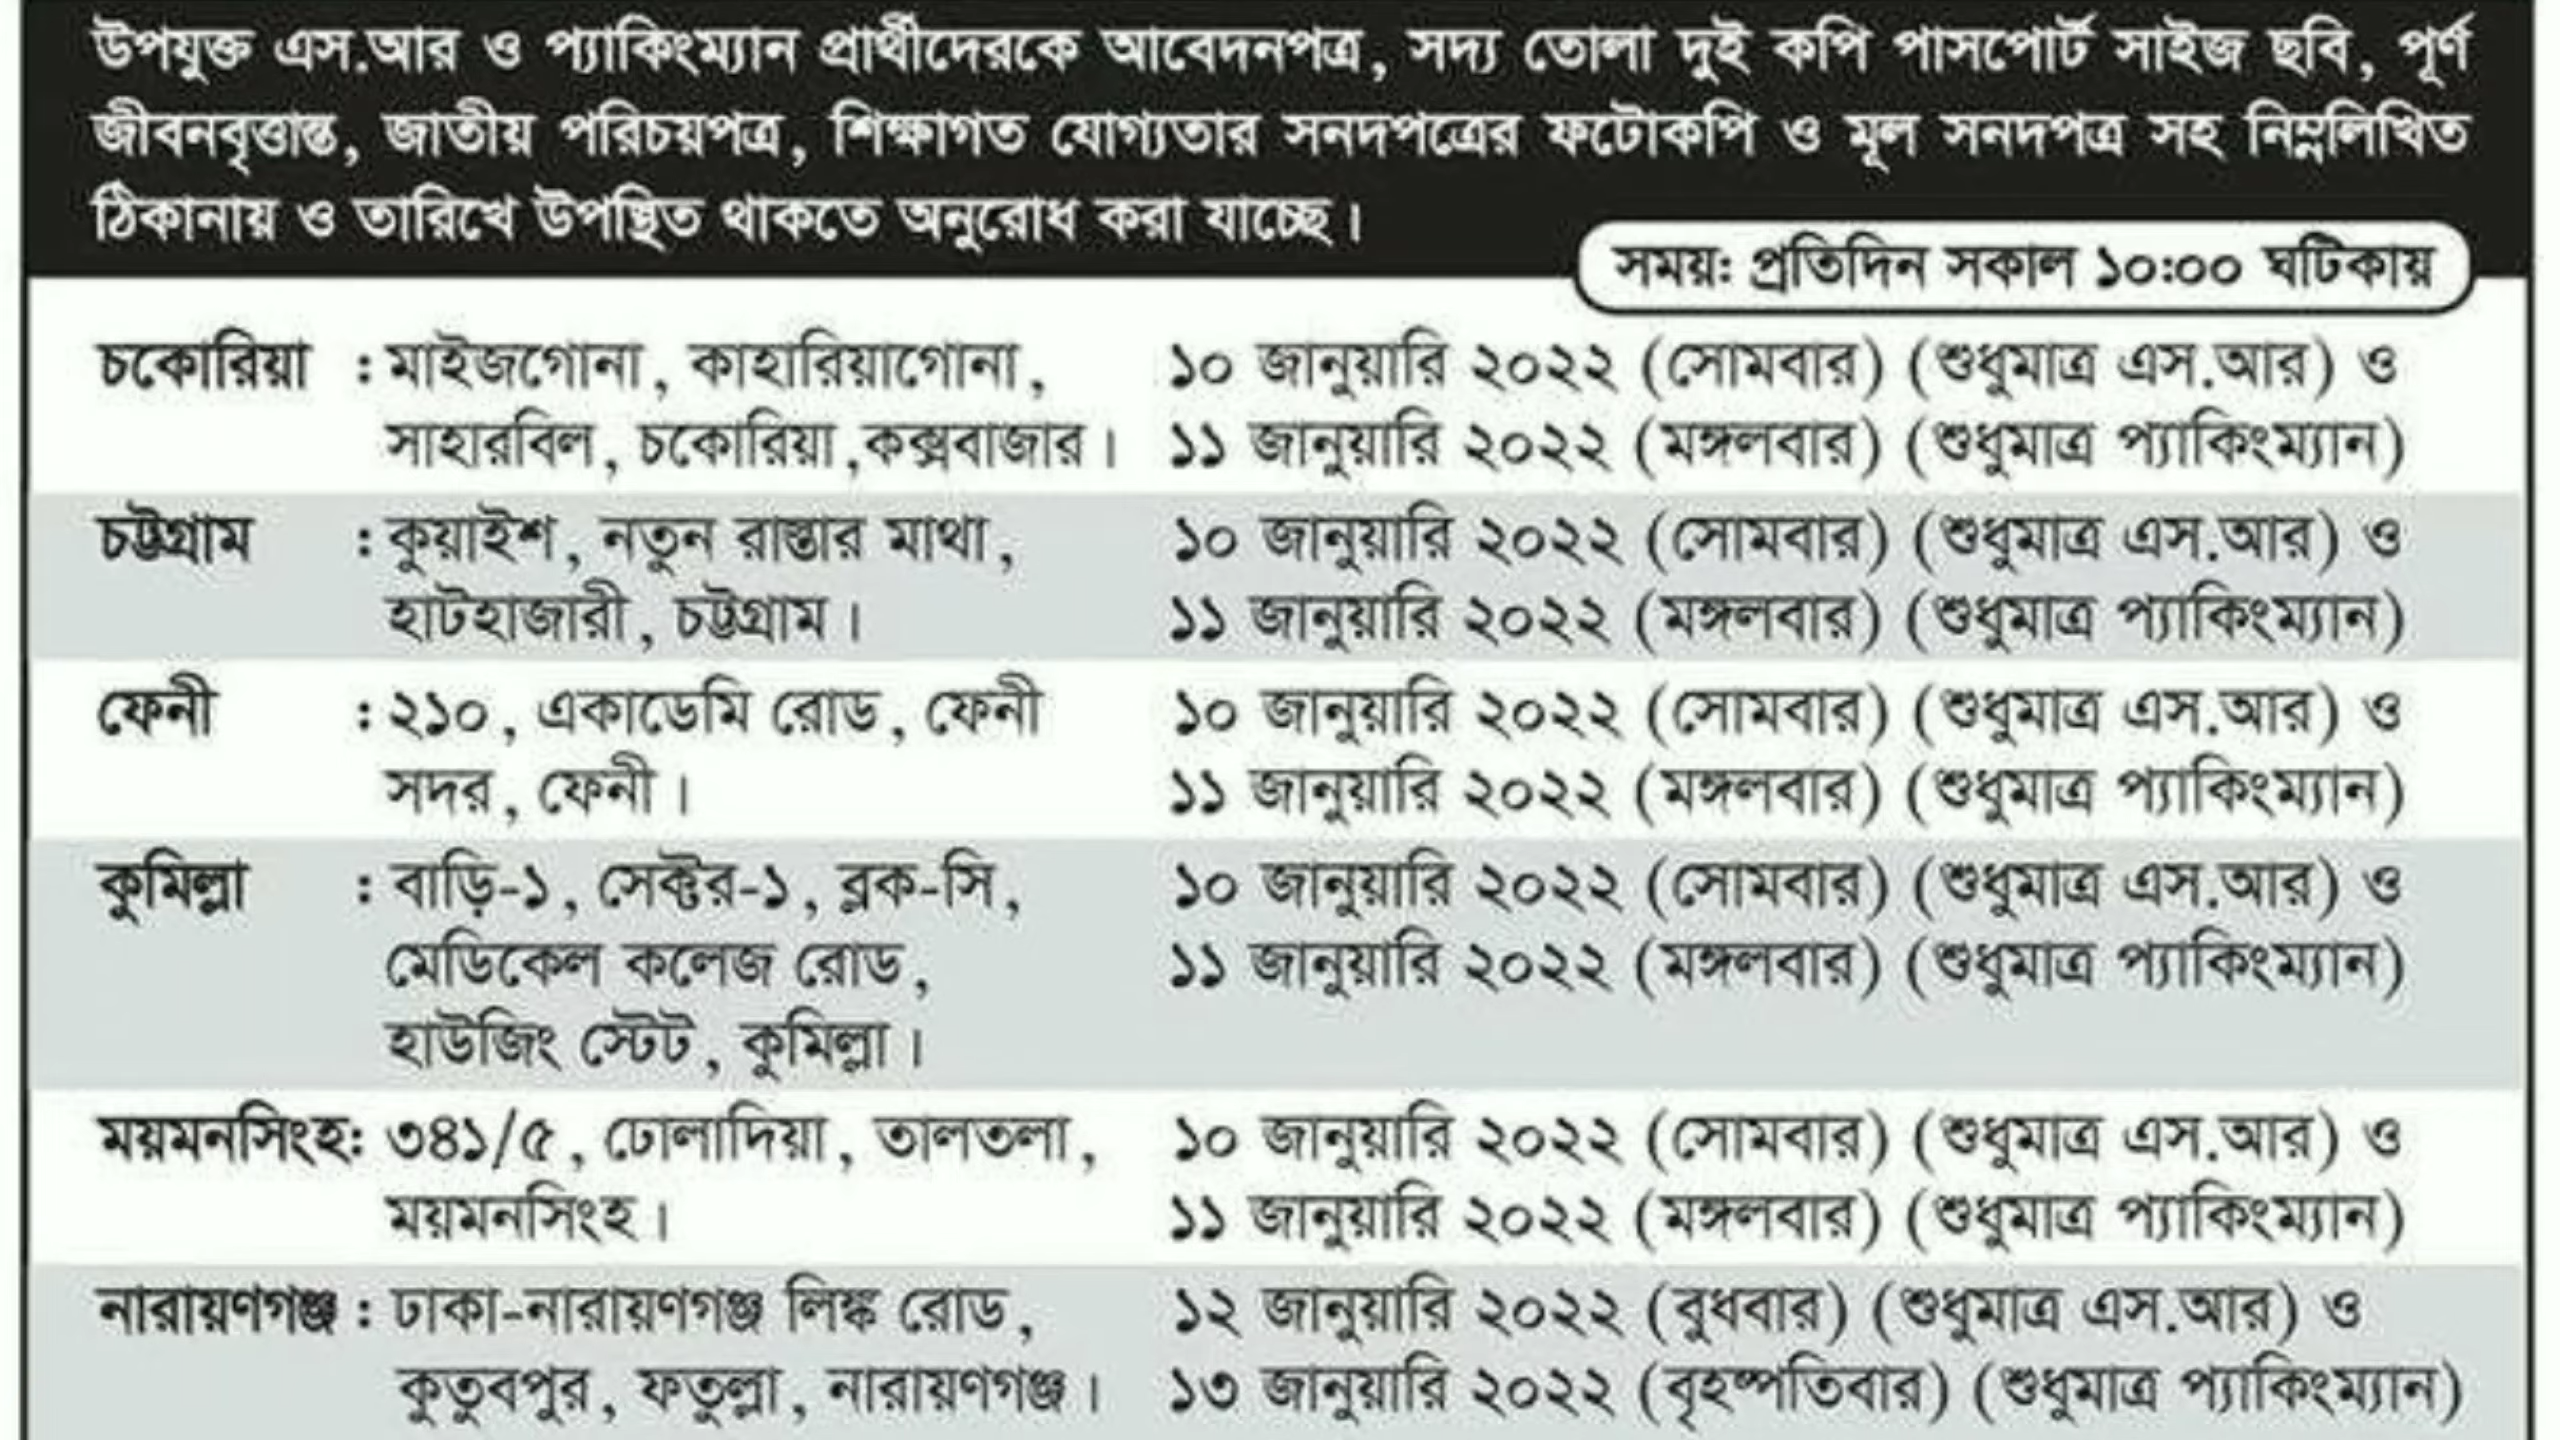 উপযুক্ত এস.আর ও প্যাকিংম্যান প্রার্থীদেরকে আবেদনপত্র, সদ্য তোলা দুই কপি পাসপোর্ট সাইজ ছবি, পূর্ণ
জীবনবৃত্তান্ত, জাতীয় পরিচয়পত্র, শিক্ষাগত যোগ্যতার সনদপত্রের ফটোকপি ও মূল সনদপত্র সহ নিম্নলিখিত
ঠিকানায় ও তারিখে উপস্থিত থাকতে অনুরোধ করা যাচ্ছে।
সময়: প্রতিদিন সকাল ১০:০০ ঘটিকায়
চকোরিয়া : মাইজগোনা, কাহারিয়াগোনা, ১০ জানুয়ারি ২০২২ (সোমবার) (শুধুমাত্র এস.আর) ও
সাহারবিল, চকোরিয়া,কক্সবাজার। ১১ জানুয়ারি ২০২২ (মঙ্গলবার) (শুধুমাত্র প্যাকিংম্যান)
চট্টগ্রাম : কুয়াইশ, নতুন রাস্তার মাথা, ১০ জানুয়ারি ২০২২ (সোমবার) (শুধুমাত্র এস.আর) ও
হাটহাজারী, চট্টগ্রাম। ১১ জানুয়ারি ২০২২ (মঙ্গলবার) (শুধুমাত্র প্যাকিংম্যান)
ফেনী : ২১০, একাডেমি রোড, ফেনী ১০ জানুয়ারি ২০২২ (সোমবার) (শুধুমাত্র এস.আর) ও
সদর, ফেনী। ১১ জানুয়ারি ২০২২ (মঙ্গলবার) (শুধুমাত্র প্যাকিংম্যান)
কুমিল্লা : বাড়ি-১, সেক্টর-১, ব্লক-সি, ১০ জানুয়ারি ২০২২ (সোমবার) (শুধুমাত্র এস.আর) ও
মেডিকেল কলেজ রোড, ১১ জানুয়ারি ২০২২ (মঙ্গলবার) (শুধুমাত্র প্যাকিংম্যান)
হাউজিং স্টেট, কুমিল্লা।
ময়মনসিংহ: ৩৪১/৫, ঢোলাদিয়া, তালতলা, ১০ জানুয়ারি ২০২২ (সোমবার) (শুধুমাত্র এস.আর) ও
ময়মনসিংহ। ১১ জানুয়ারি ২০২২ (মঙ্গলবার) (শুধুমাত্র প্যাকিংম্যান)
নারায়ণগঞ্জ : ঢাকা-নারায়ণগঞ্জ লিঙ্ক রোড, ১২ জানুয়ারি ২০২২ (বুধবার) (শুধুমাত্র এস.আর) ও
কুতুবপুর, ফতুল্লা, নারায়ণগঞ্জ। ১৩ জানুয়ারি ২০২২ (বৃহষ্পতিবার) (শুধুমাত্র প্যাকিংম্যান)